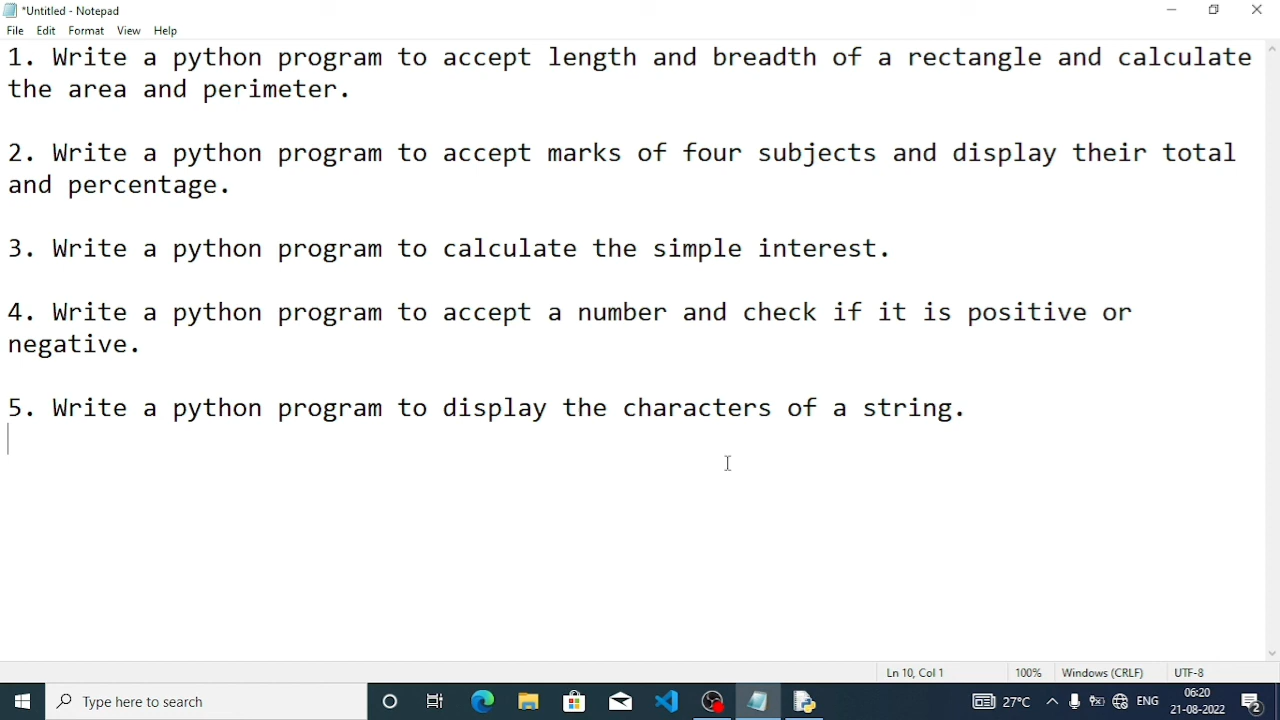 *Untitled - Notepad
File Edit Format View Help
1. Write a python program to accept length and breadth of a rectangle and calculate
the area and perimeter.
2. Write a python program to accept marks of four subjects and display their total
and percentage.
3. Write a python program to calculate the simple interest.
4. Write a python program to accept a number and check if it is positive or
negative.
5. Write a python program to display the characters of a string.
Ln 10, Col 1 100% Windows (CRLF) UTF-8
Type here to search 27°C ENG 06:20
21-08-2022 2